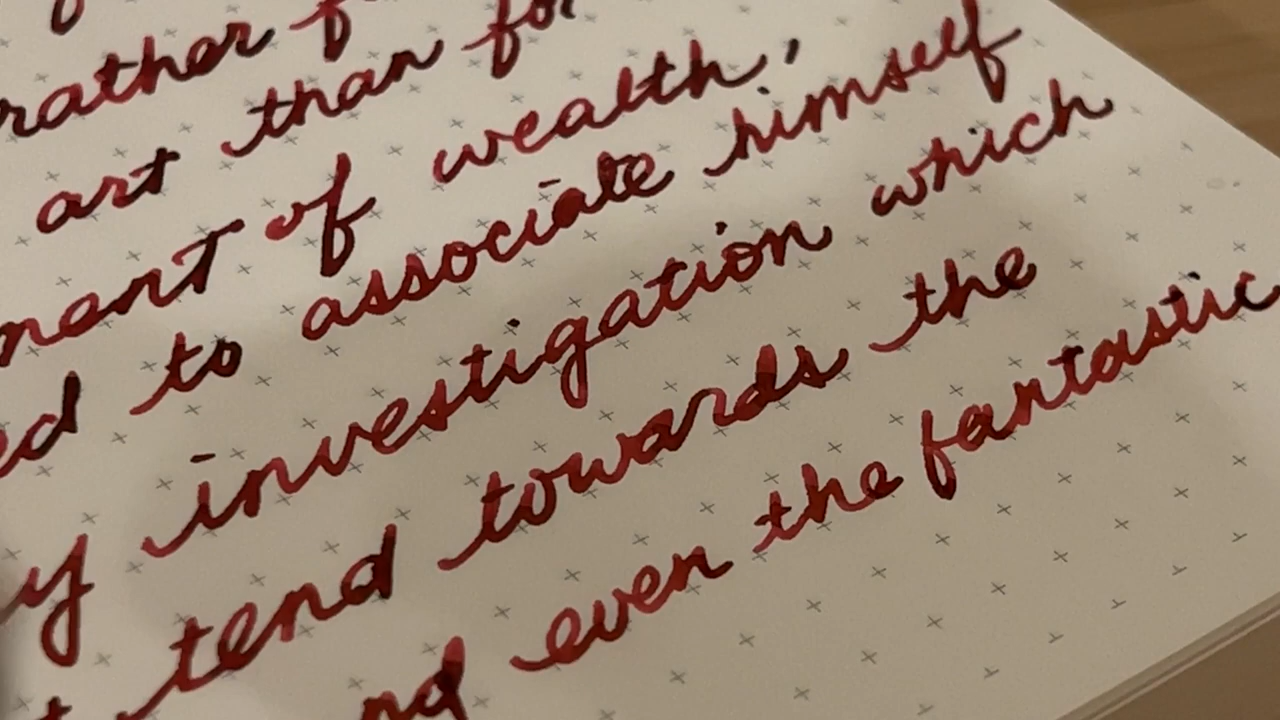 rather
art than for
ment of wealth,
ed to associate himself
y investigation which
tend towards the
nd even the fantastic